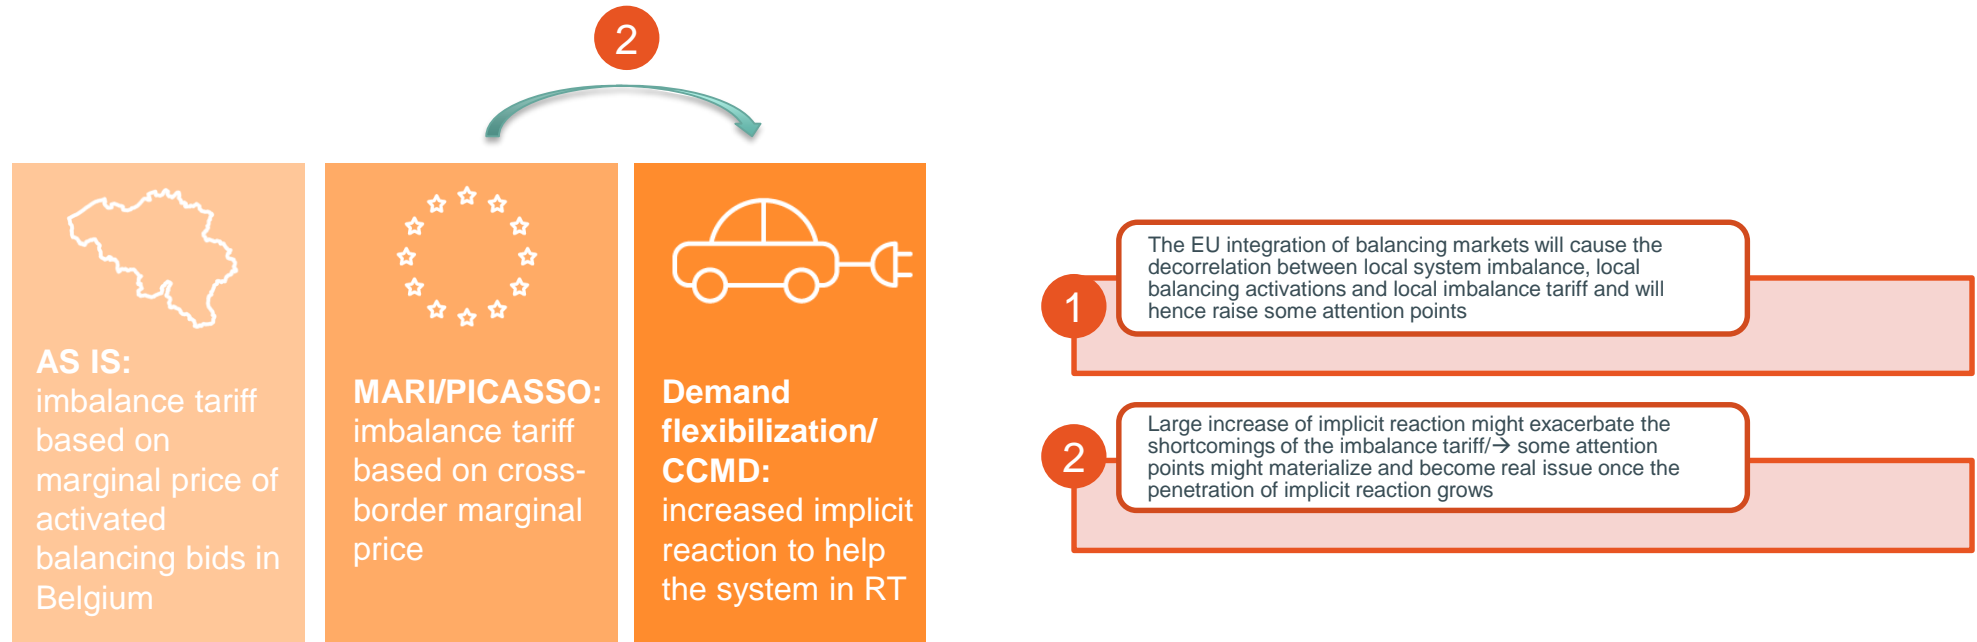 2
AS IS:
imbalance tariff
based on
marginal price of
activated
balancing bids in
Belgium
MARI/PICASSO:
imbalance tariff
based on cross-
border marginal
price
Demand
flexibilization/
CCMD:
increased implicit
reaction to help
the system in RT
1
The EU integration of balancing markets will cause the
decorrelation between local system imbalance, local
balancing activations and local imbalance tariff and will
hence raise some attention points
2
Large increase of implicit reaction might exacerbate the
shortcomings of the imbalance tariff/→ some attention
points might materialize and become real issue once the
penetration of implicit reaction grows